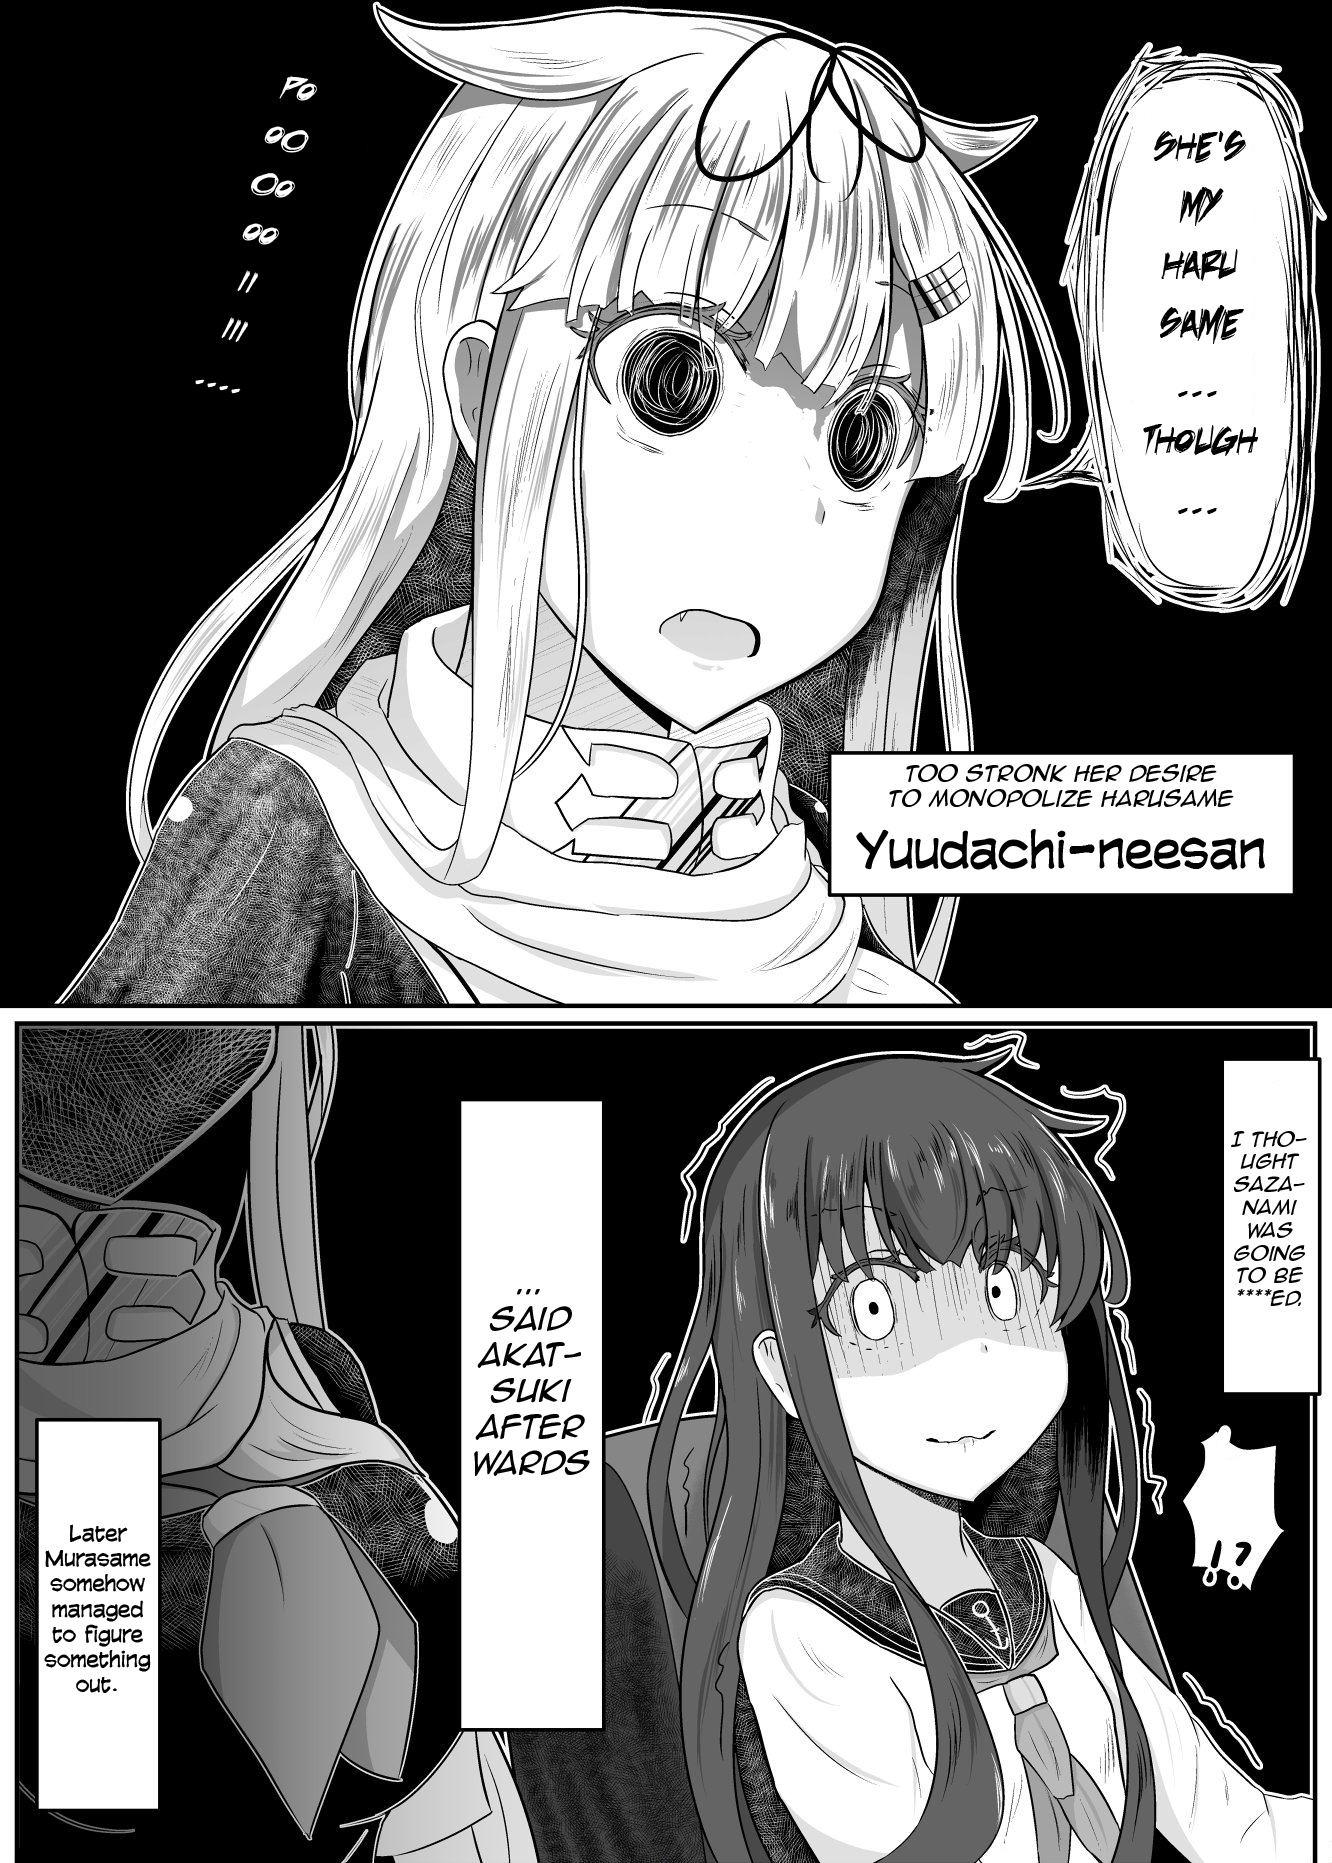 SHE'S
MY
HARU
SAME
...
THOUGH
...
PO
oO
Oo
oo
"
"'
....
TOO STRONK HER DESIRE
TO MONOPOLIZE HARUSAME
Yuudachi-neesan
I THO-
UGHT
SAZA-
NAMI
WAS
GOING
TO BE
****ED.
!?
...
SAID
AKAT-
SUKI
AFTER
WARDS
Later
Murasame
somehow
managed
to figure
something
out.